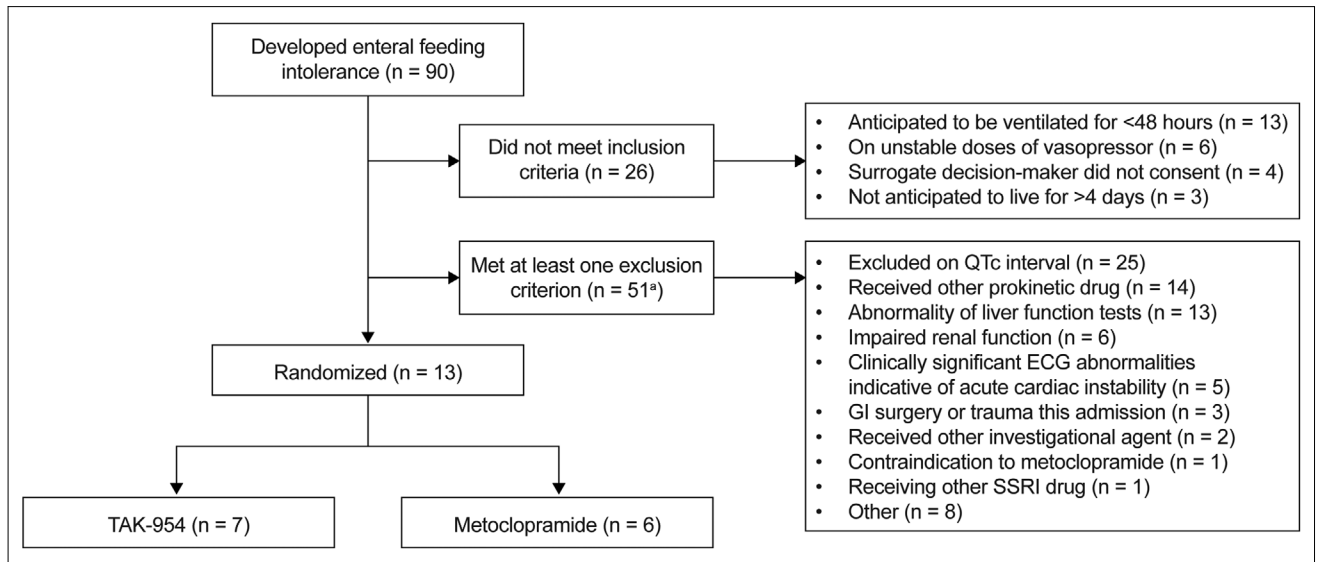 Developed enteral feeding
intolerance (n = 90)
Did not meet inclusion
criteria (n = 26)
• Anticipated to be ventilated for <48 hours (n = 13)
• On unstable doses of vasopressor (n = 6)
• Surrogate decision-maker did not consent (n = 4)
• Not anticipated to live for >4 days (n = 3)
Met at least one exclusion
criterion (n = 51ᵃ)
• Excluded on QTc interval (n = 25)
• Received other prokinetic drug (n = 14)
• Abnormality of liver function tests (n = 13)
• Impaired renal function (n = 6)
• Clinically significant ECG abnormalities
indicative of acute cardiac instability (n = 5)
• GI surgery or trauma this admission (n = 3)
• Received other investigational agent (n = 2)
• Contraindication to metoclopramide (n = 1)
• Receiving other SSRI drug (n = 1)
• Other (n = 8)
Randomized (n = 13)
TAK-954 (n = 7)
Metoclopramide (n = 6)